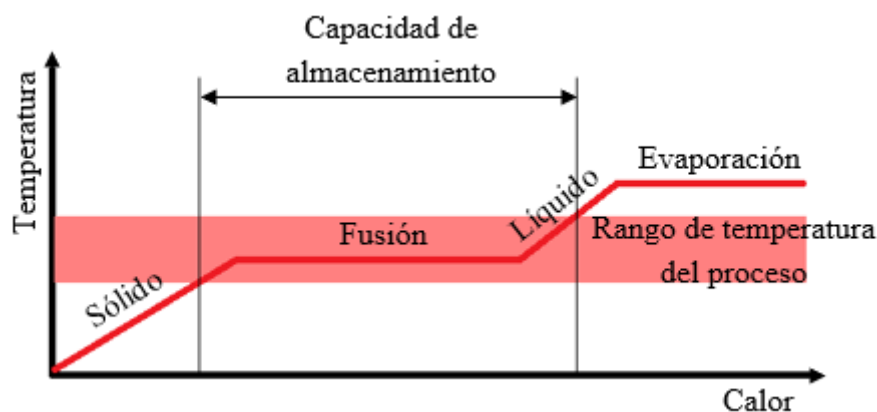 Capacidad de
almacenamiento
Temperatura
Evaporación
Líquido
Fusión
Rango de temperatura
del proceso
Sólido
Calor